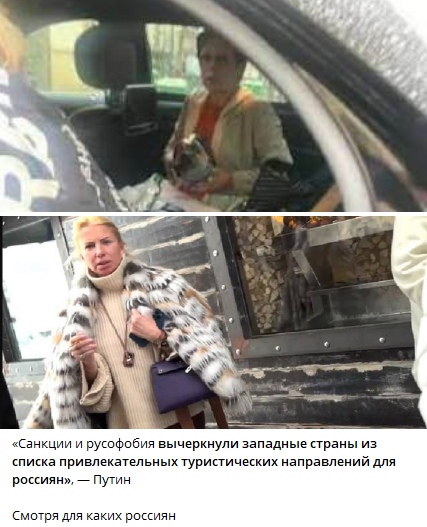 «Санкции и русофобия вычеркнули западные страны из
списка привлекательных туристических направлений для
россиян», — Путин
Смотря для каких россиян